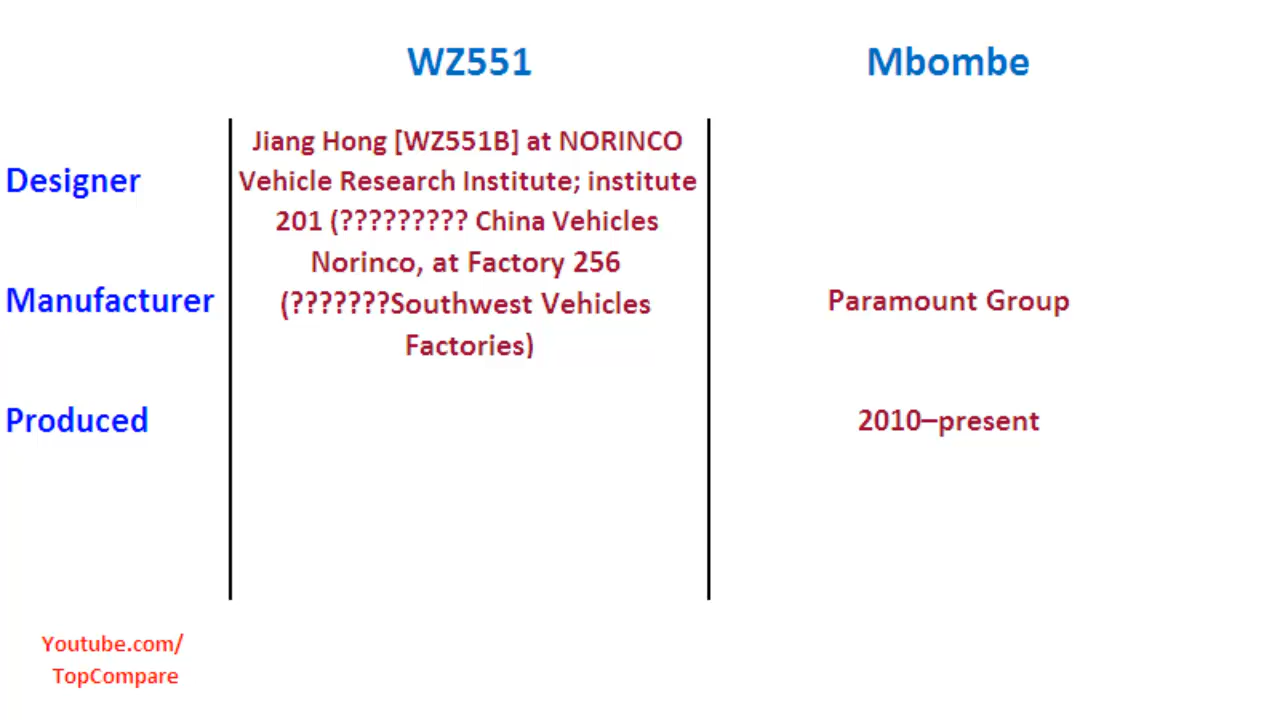 WZ551 Mbombe
Jiang Hong [WZ551B] at NORINCO
Designer Vehicle Research Institute; institute
201 (????????? China Vehicles
Norinco, at Factory 256
Manufacturer (???????Southwest Vehicles Paramount Group
Factories)
Produced 2010–present
Youtube.com/
TopCompare